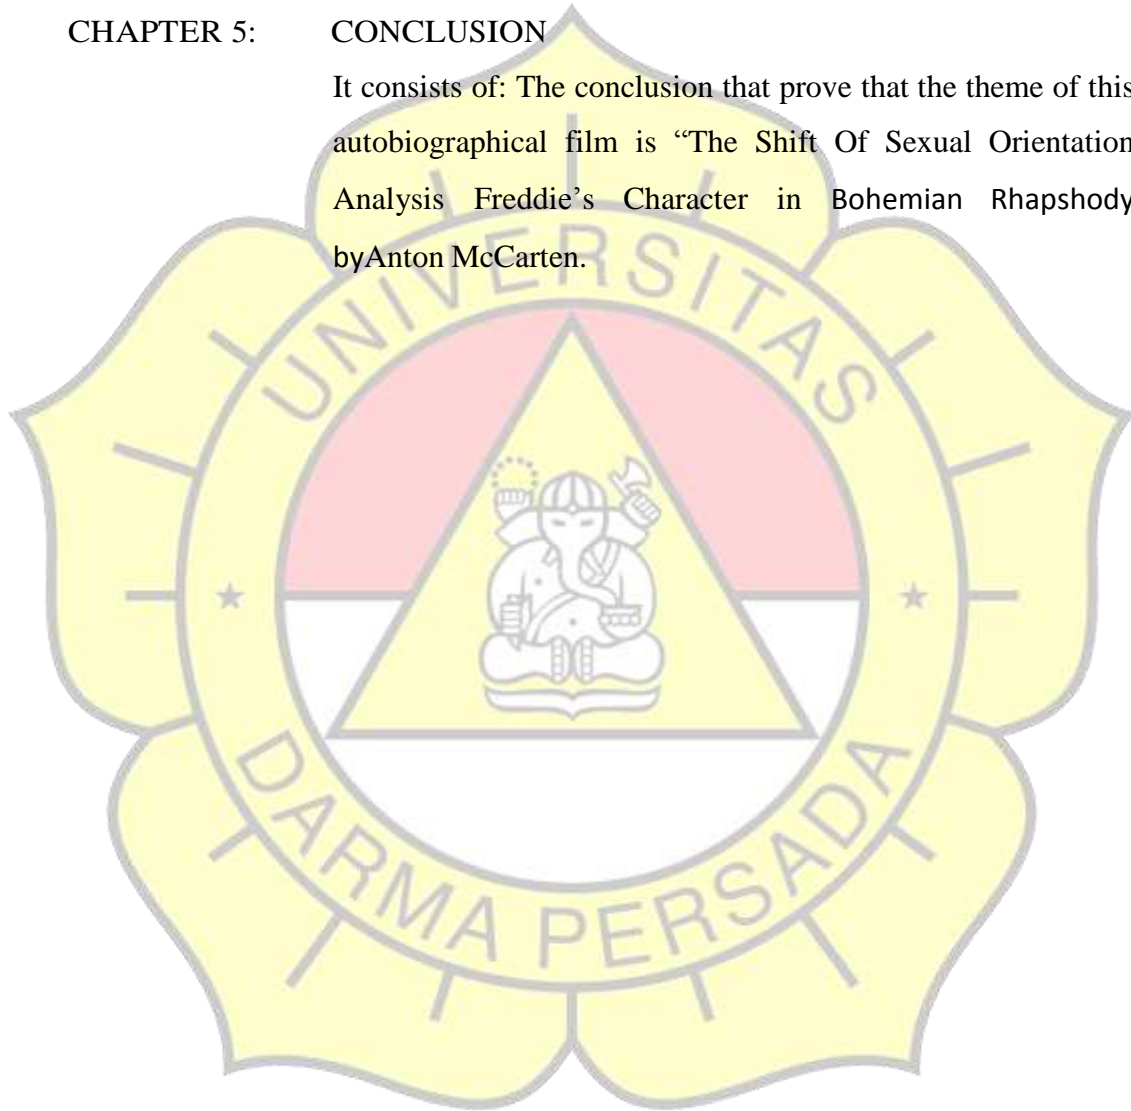 CHAPTER 5: CONCLUSION
It consists of: The conclusion that prove that the theme of this
autobiographical film is “The Shift Of Sexual Orientation
Analysis Freddie’s Character in Bohemian Rhapshody
byAnton McCarten.
UNIVERSITAS
DARMA PERSADA